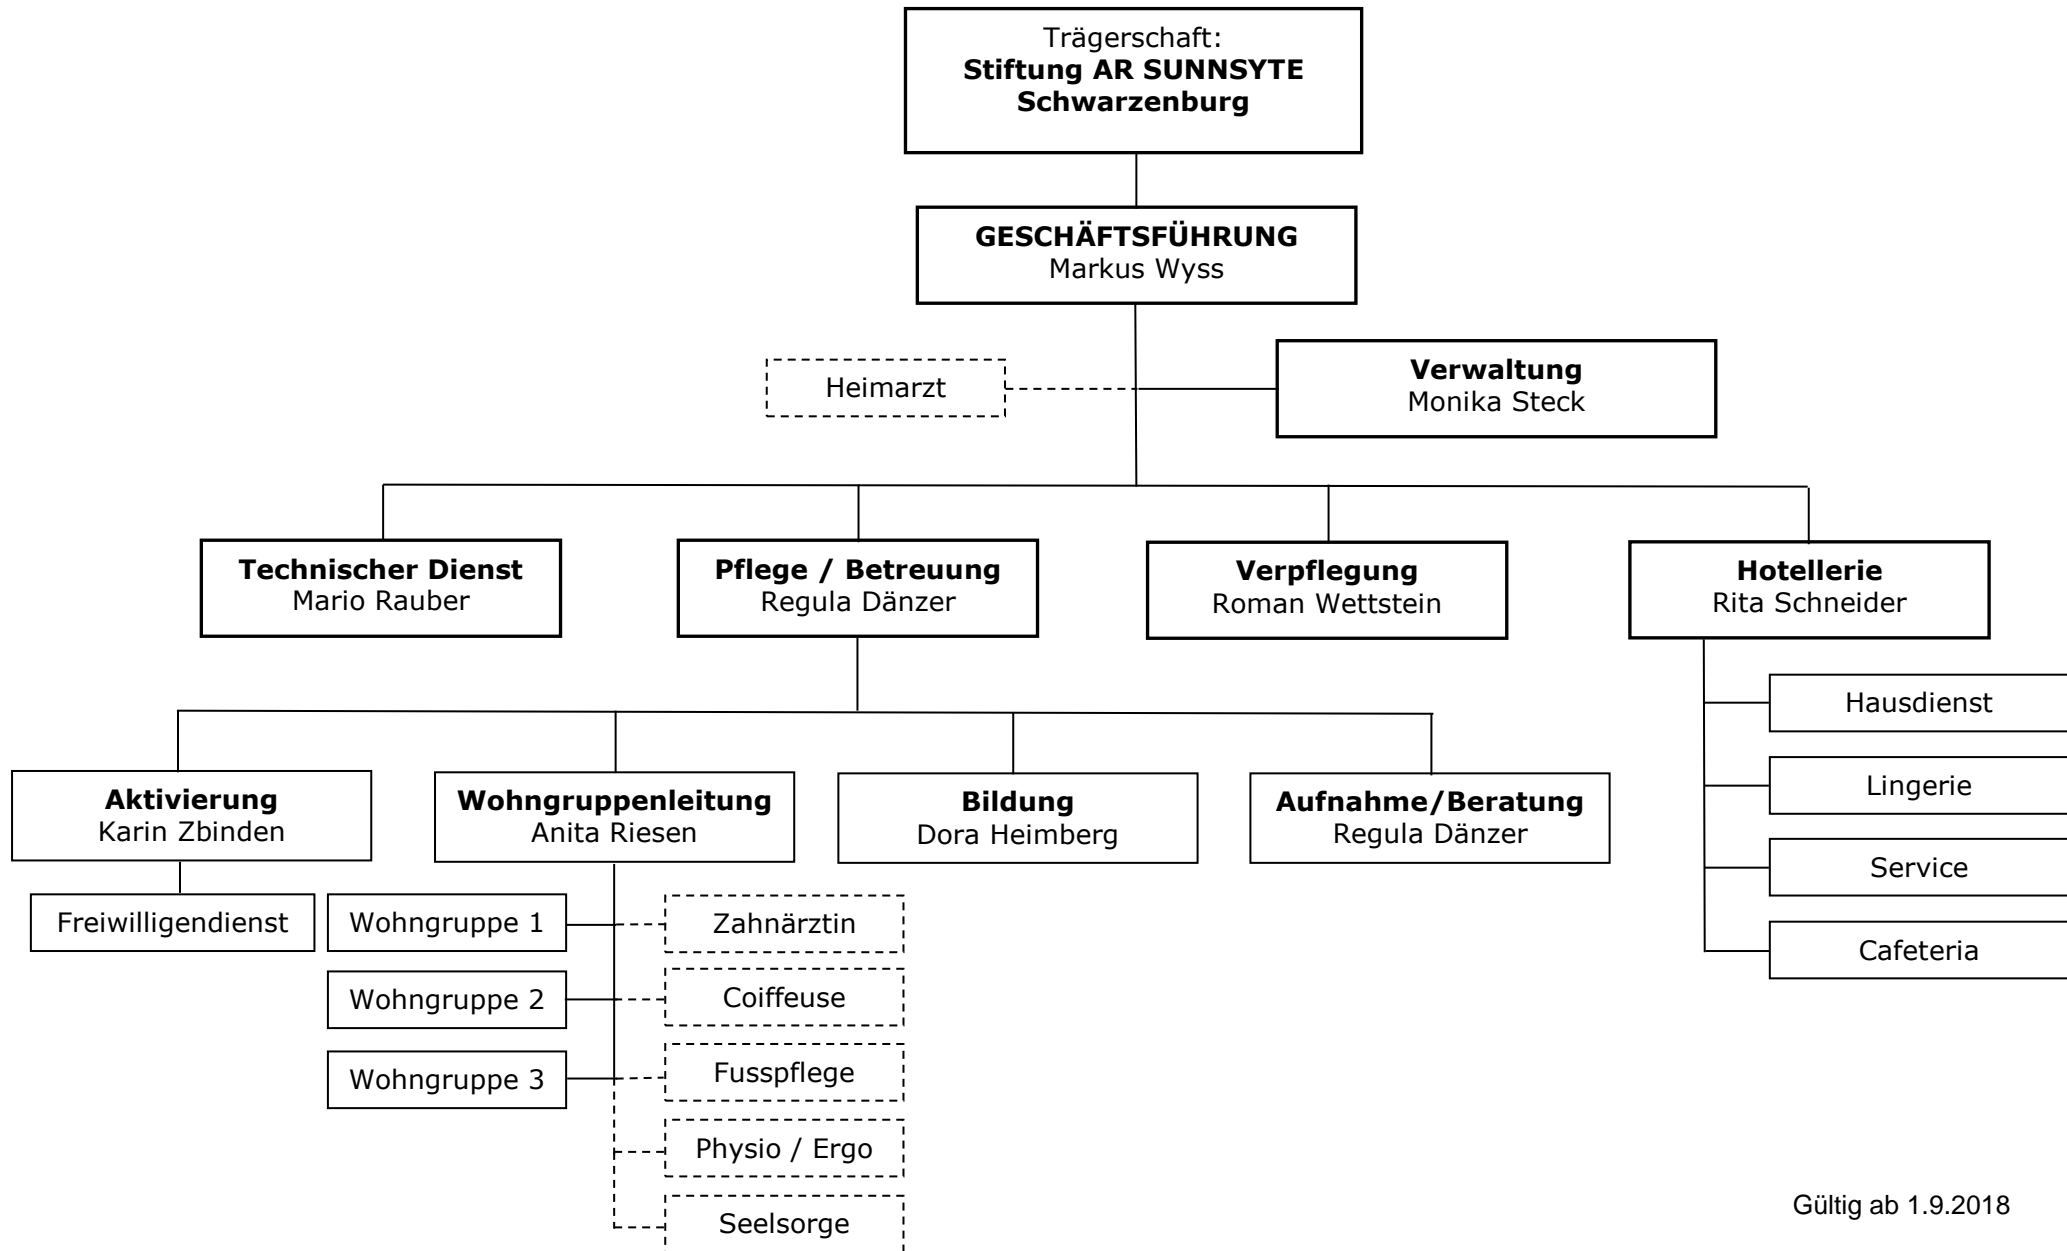 Trägerschaft:
Stiftung AR SUNNSYTE
Schwarzenburg
GESCHÄFTSFÜHRUNG
Markus Wyss
Heimarzt
Verwaltung
Monika Steck
Technischer Dienst
Mario Rauber
Pflege / Betreuung
Regula Dänzer
Verpflegung
Roman Wettstein
Hotellerie
Rita Schneider
Hausdienst
Lingerie
Service
Cafeteria
Aktivierung
Karin Zbinden
Wohngruppenleitung
Anita Riesen
Bildung
Dora Heimberg
Aufnahme/Beratung
Regula Dänzer
Freiwilligendienst
Wohngruppe 1
Wohngruppe 2
Wohngruppe 3
Zahnärztin
Coiffeuse
Fusspflege
Physio / Ergo
Seelsorge
Gültig ab 1.9.2018